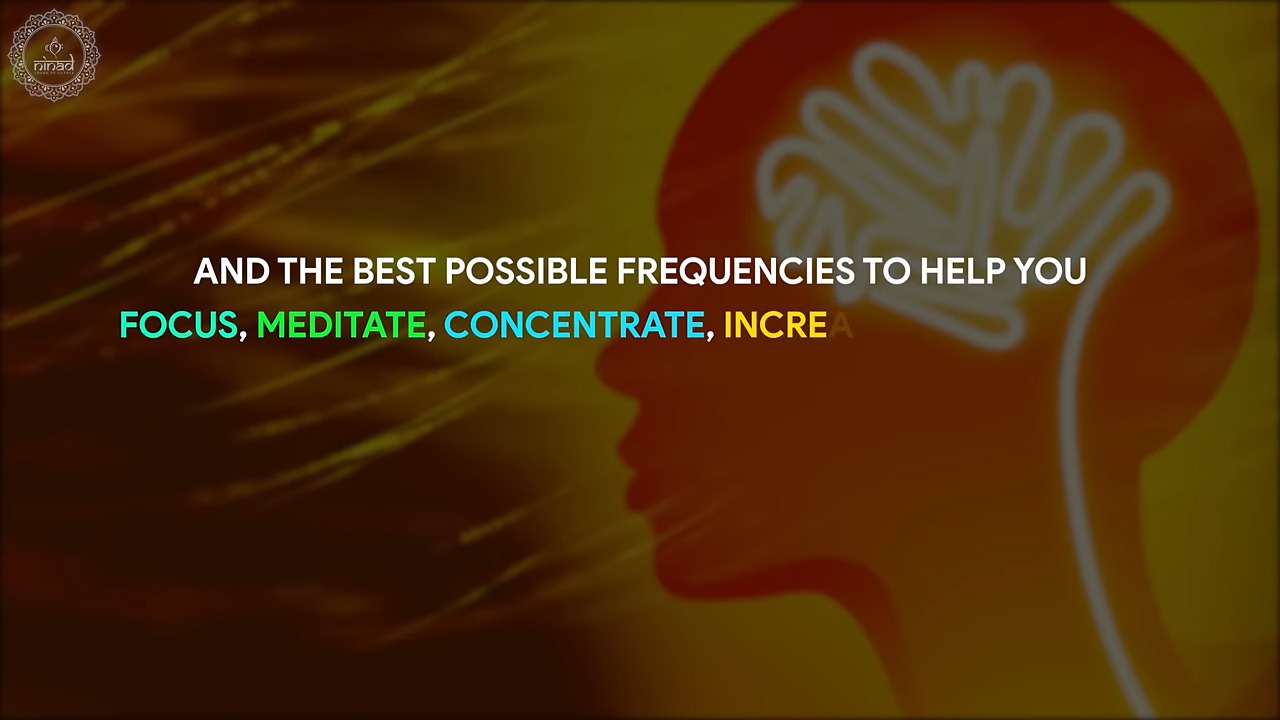 ninad
AND THE BEST POSSIBLE FREQUENCIES TO HELP YOU
FOCUS, MEDITATE, CONCENTRATE, INCREA